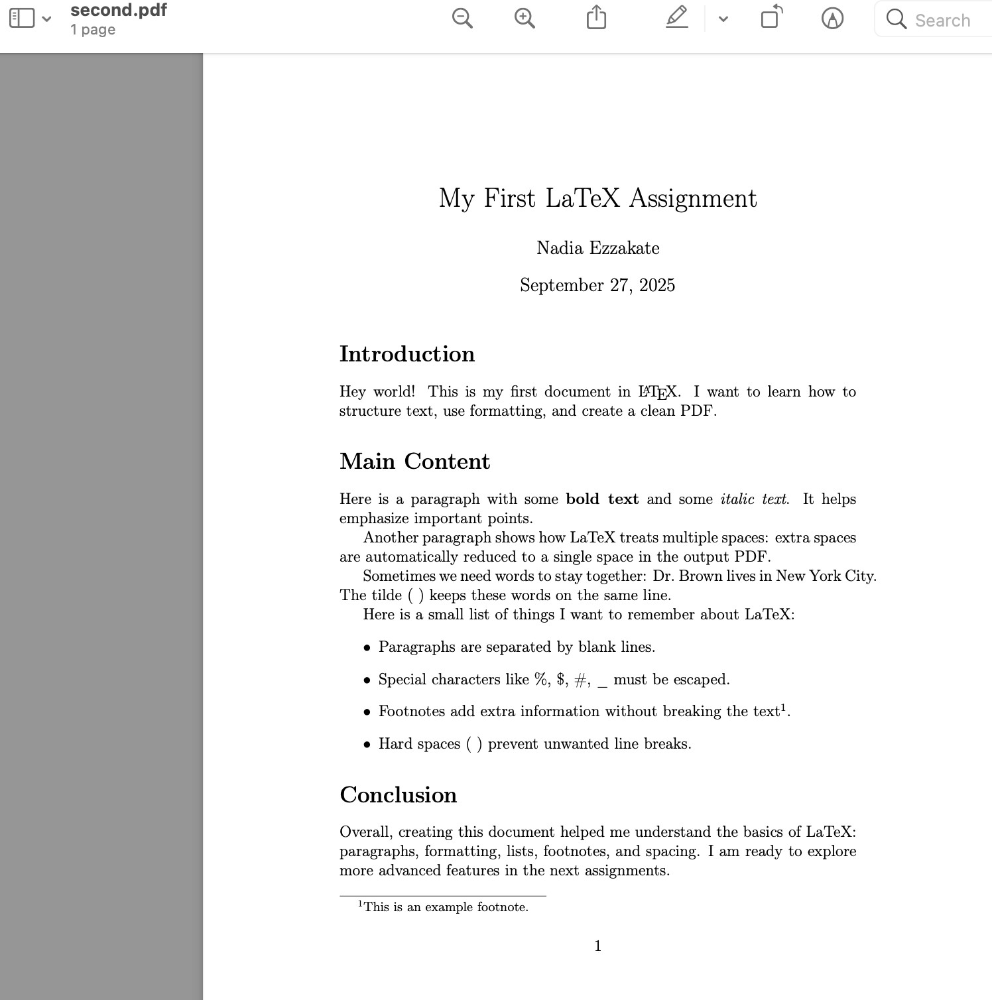 second.pdf
1 page
Search
My First LaTeX Assignment
Nadia Ezzakate
September 27, 2025
Introduction
Hey world! This is my first document in LATEX. I want to learn how to
structure text, use formatting, and create a clean PDF.
Main Content
Here is a paragraph with some bold text and some italic text. It helps
emphasize important points.
Another paragraph shows how LaTeX treats multiple spaces: extra spaces
are automatically reduced to a single space in the output PDF.
Sometimes we need words to stay together: Dr. Brown lives in New York City.
The tilde ( ) keeps these words on the same line.
Here is a small list of things I want to remember about LaTeX:
• Paragraphs are separated by blank lines.
• Special characters like %, $, #, _ must be escaped.
• Footnotes add extra information without breaking the text¹.
• Hard spaces ( ) prevent unwanted line breaks.
Conclusion
Overall, creating this document helped me understand the basics of LaTeX:
paragraphs, formatting, lists, footnotes, and spacing. I am ready to explore
more advanced features in the next assignments.
¹This is an example footnote.
1